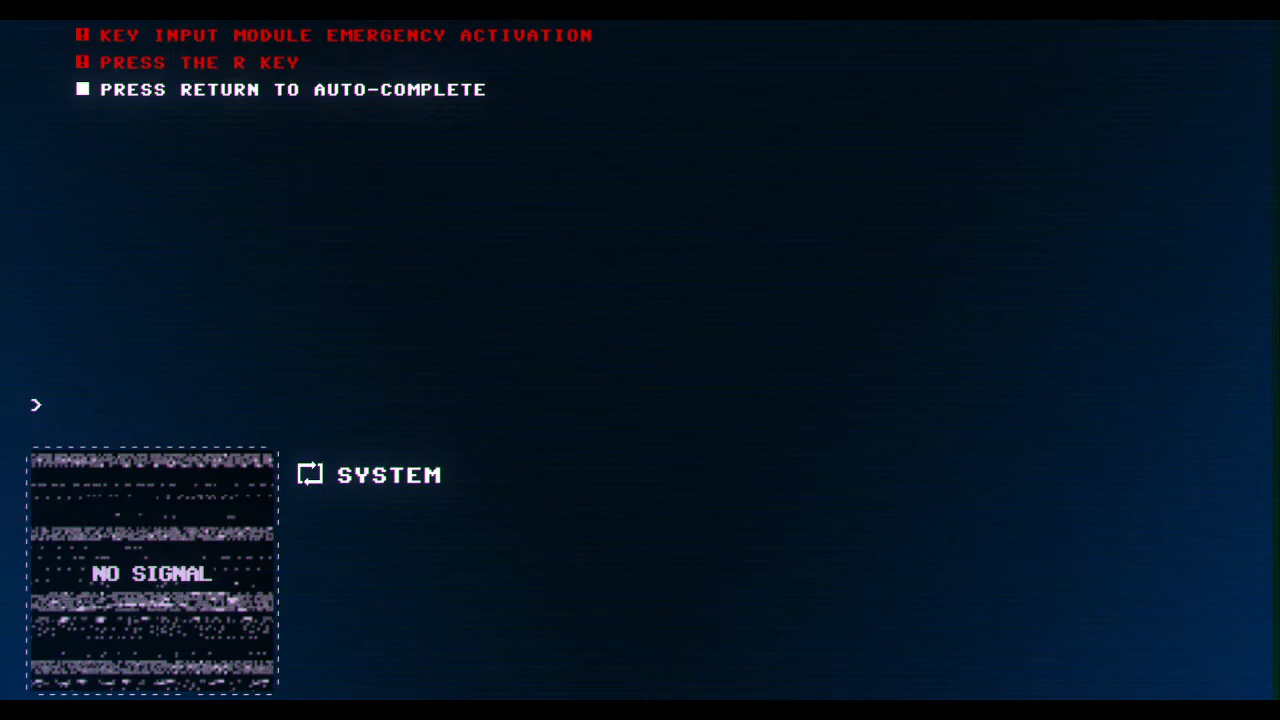 KEY INPUT MODULE EMERGENCY ACTIVATION
PRESS THE R KEY
PRESS RETURN TO AUTO-COMPLETE
>
NO SIGNAL
SYSTEM